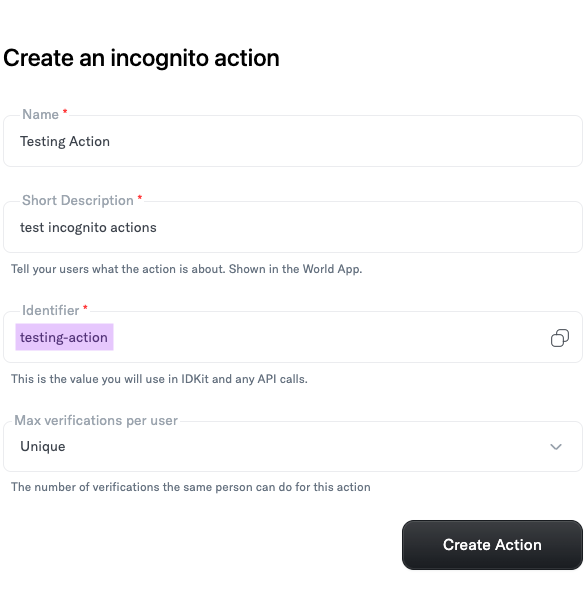 Create an incognito action
Name *
Testing Action
Short Description *
test incognito actions
Tell your users what the action is about. Shown in the World App.
Identifier *
testing-action
This is the value you will use in IDKit and any API calls.
Max verifications per user
Unique
The number of verifications the same person can do for this action
Create Action